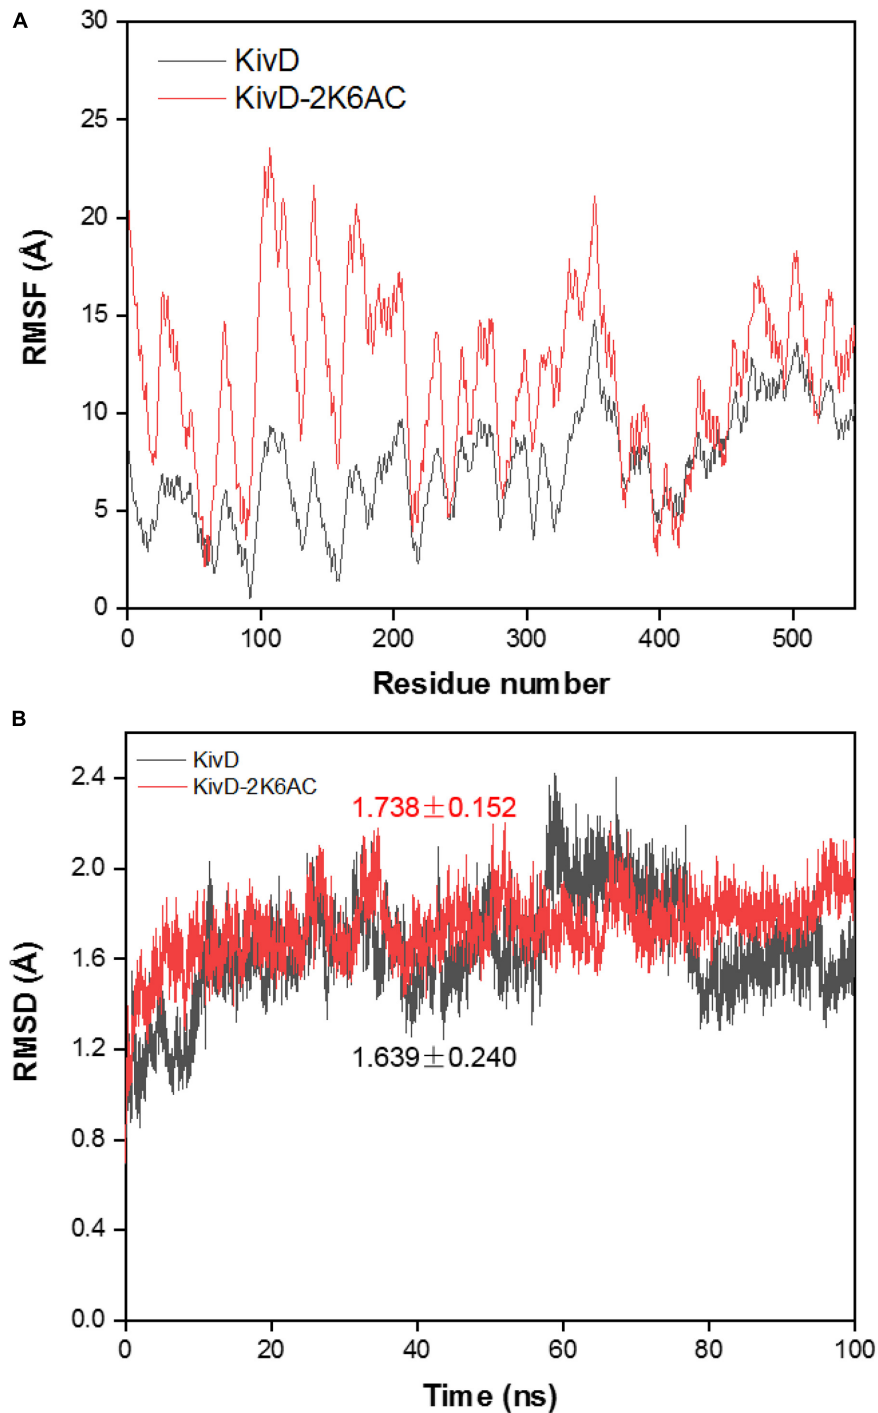 A
30
KivD
KivD-2K6AC
25
20
15
10
5
0
RMSF (Å)
0 100 200 300 400 500
Residue number
B
KivD
KivD-2K6AC
2.4
1.738±0.152
2.0
1.6
1.2
1.639±0.240
0.8
0.4
0.0
RMSD (Å)
0 20 40 60 80 100
Time (ns)